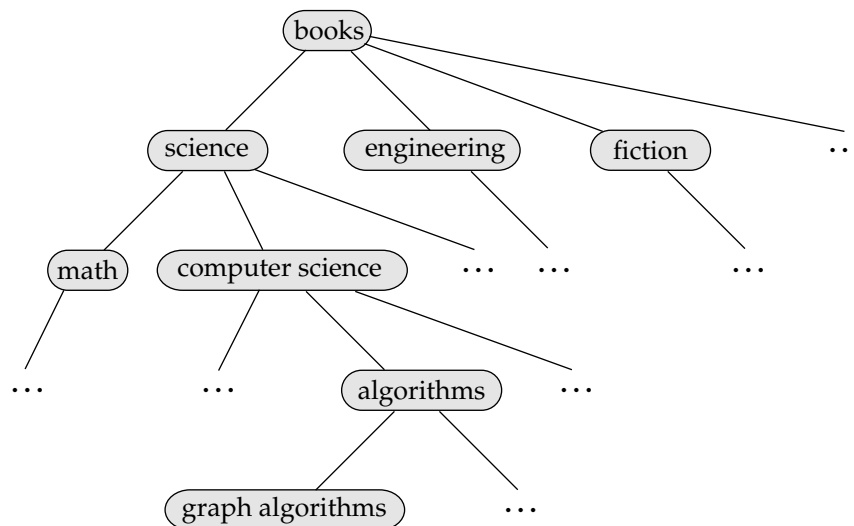 books
science engineering fiction ..
math computer science ... ... ...
... ... algorithms ...
graph algorithms ...